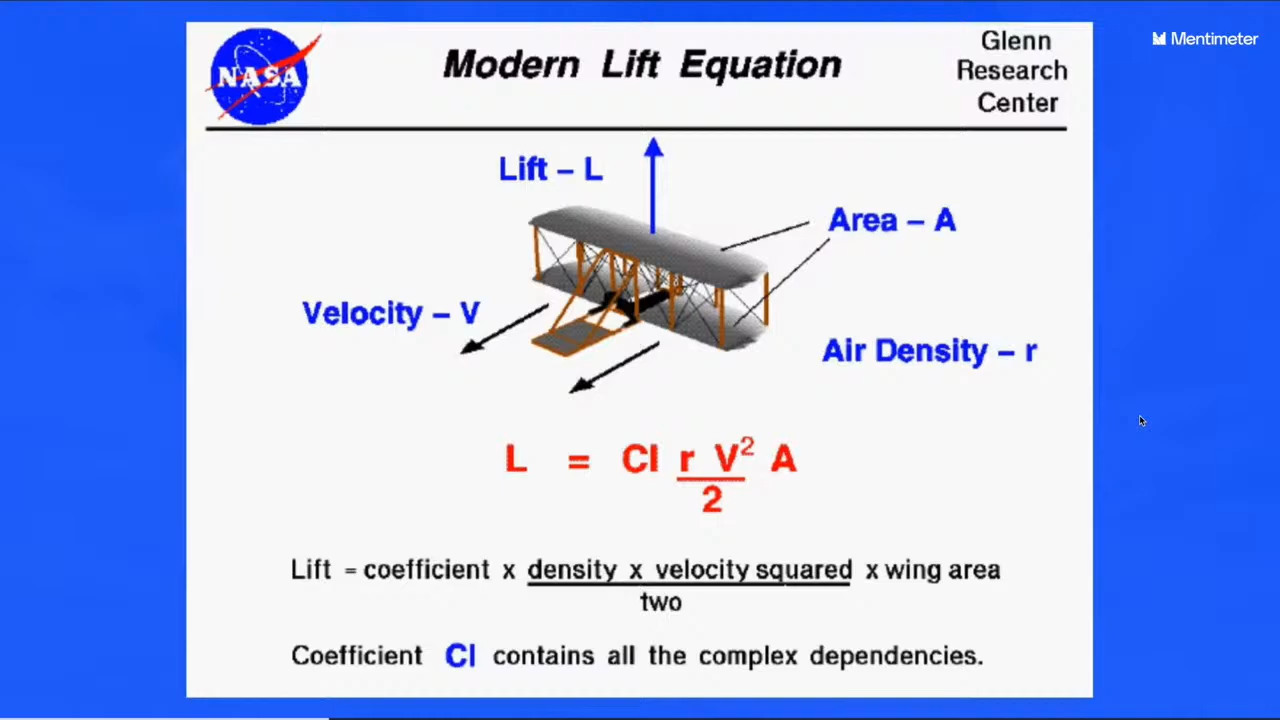 Mentimeter
NASA
Modern Lift Equation
Glenn
Research
Center
Lift – L
Area – A
Velocity – V
Air Density – r
L = Cl r V² A
2
Lift = coefficient x density x velocity squared x wing area
two
Coefficient Cl contains all the complex dependencies.